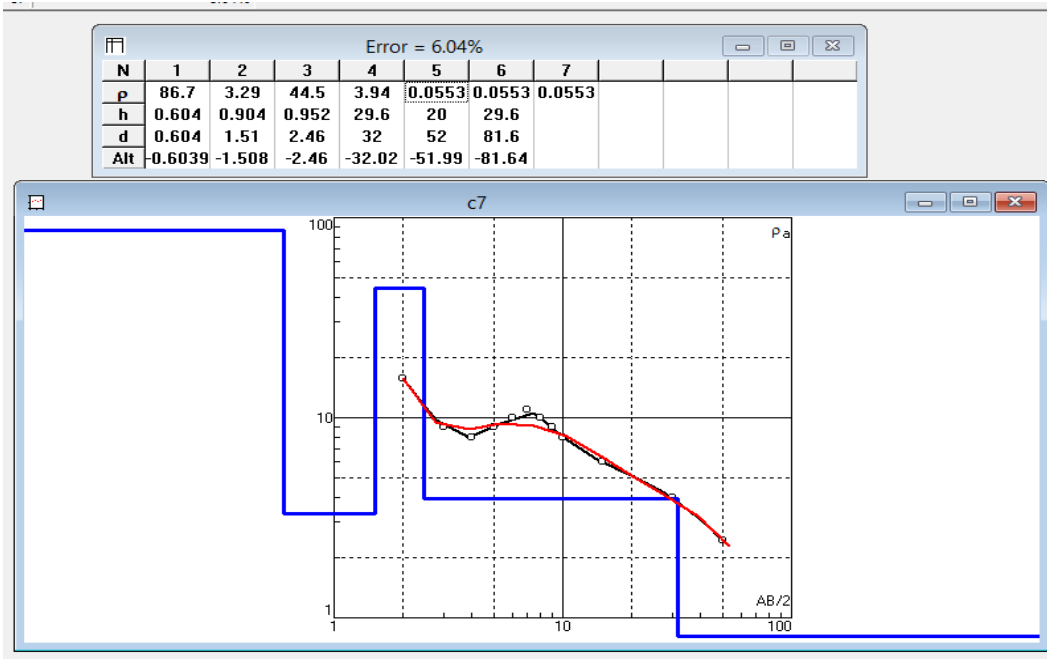 Error = 6.04%
N 1 2 3 4 5 6 7
ρ 86.7 3.29 44.5 3.94 0.0553 0.0553 0.0553
h 0.604 0.904 0.952 29.6 20 29.6
d 0.604 1.51 2.46 32 52 81.6
Alt -0.6039 -1.508 -2.46 -32.02 -51.99 -81.64
c7
100
ρa
10
1
AB/2
1 10 100